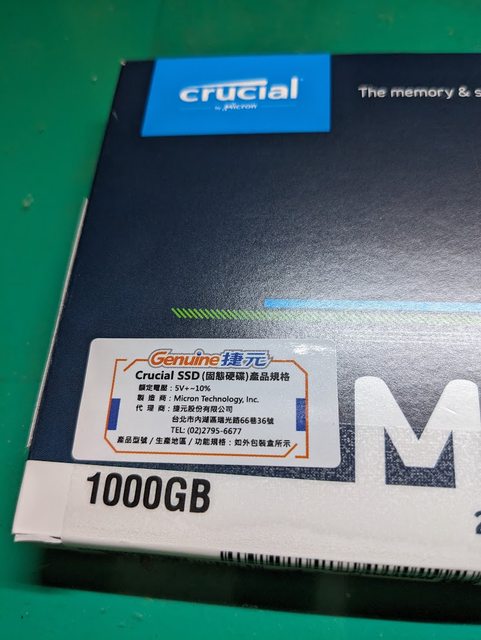 crucial
by Micron
The memory & s
Genuine捷元
Crucial SSD(固態硬碟)產品規格
額定電壓：5V+~10%
製 造 商：Micron Technology, Inc.
代 理 商：捷元股份有限公司
台北市內湖區瑞光路66巷36號
TEL: (02)2795-6677
產品型號 / 生產地區 / 功能規格：如外包裝盒所示
M
1000GB
2